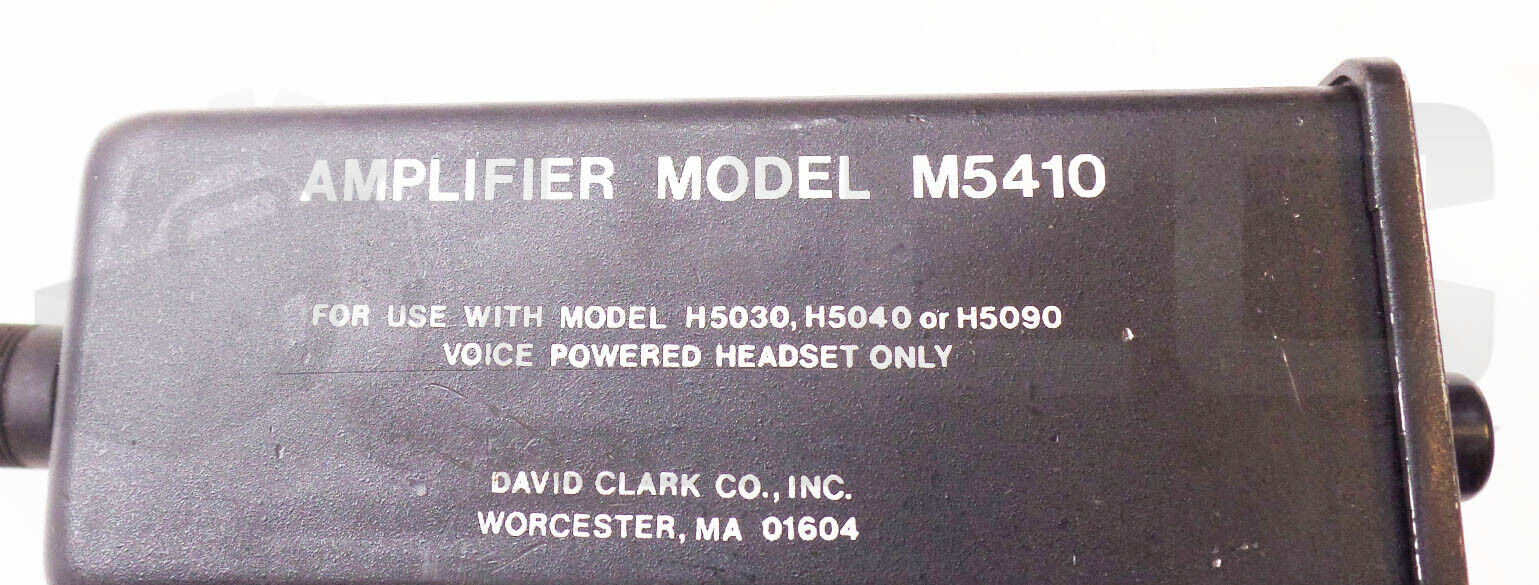 AMPLIFIER MODEL M5410
FOR USE WITH MODEL H5030, H5040 or H5090
VOICE POWERED HEADSET ONLY
DAVID CLARK CO., INC.
WORCESTER, MA 01604